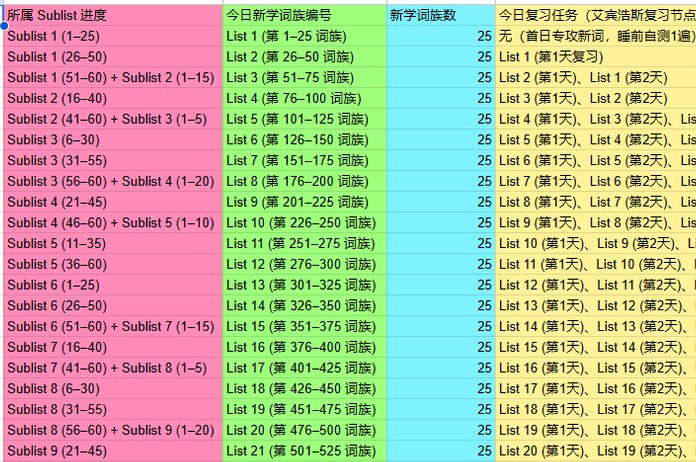 所属 Sublist 进度 今日新学词族编号 新学词族数 今日复习任务（艾宾浩斯复习节点
Sublist 1 (1–25) List 1 (第 1–25 词族) 25 无（首日专攻新词，睡前自测1遍）
Sublist 1 (26–50) List 2 (第 26–50 词族) 25 List 1 (第1天复习)
Sublist 1 (51–60) + Sublist 2 (1–15) List 3 (第 51–75 词族) 25 List 2 (第1天)、List 1 (第2天)
Sublist 2 (16–40) List 4 (第 76–100 词族) 25 List 3 (第1天)、List 2 (第2天)
Sublist 2 (41–60) + Sublist 3 (1–5) List 5 (第 101–125 词族) 25 List 4 (第1天)、List 3 (第2天)、Lis
Sublist 3 (6–30) List 6 (第 126–150 词族) 25 List 5 (第1天)、List 4 (第2天)、Lis
Sublist 3 (31–55) List 7 (第 151–175 词族) 25 List 6 (第1天)、List 5 (第2天)、Lis
Sublist 3 (56–60) + Sublist 4 (1–20) List 8 (第 176–200 词族) 25 List 7 (第1天)、List 6 (第2天)、Lis
Sublist 4 (21–45) List 9 (第 201–225 词族) 25 List 8 (第1天)、List 7 (第2天)、Lis
Sublist 4 (46–60) + Sublist 5 (1–10) List 10 (第 226–250 词族) 25 List 9 (第1天)、List 8 (第2天)、Lis
Sublist 5 (11–35) List 11 (第 251–275 词族) 25 List 10 (第1天)、List 9 (第2天)、L
Sublist 5 (36–60) List 12 (第 276–300 词族) 25 List 11 (第1天)、List 10 (第2天)、
Sublist 6 (1–25) List 13 (第 301–325 词族) 25 List 12 (第1天)、List 11 (第2天)、
Sublist 6 (26–50) List 14 (第 326–350 词族) 25 List 13 (第1天)、List 12 (第2天)、
Sublist 6 (51–60) + Sublist 7 (1–15) List 15 (第 351–375 词族) 25 List 14 (第1天)、List 13 (第2天)、
Sublist 7 (16–40) List 16 (第 376–400 词族) 25 List 15 (第1天)、List 14 (第2天)、
Sublist 7 (41–60) + Sublist 8 (1–5) List 17 (第 401–425 词族) 25 List 16 (第1天)、List 15 (第2天)、
Sublist 8 (6–30) List 18 (第 426–450 词族) 25 List 17 (第1天)、List 16 (第2天)、
Sublist 8 (31–55) List 19 (第 451–475 词族) 25 List 18 (第1天)、List 17 (第2天)、
Sublist 8 (56–60) + Sublist 9 (1–20) List 20 (第 476–500 词族) 25 List 19 (第1天)、List 18 (第2天)、
Sublist 9 (21–45) List 21 (第 501–525 词族) 25 List 20 (第1天)、List 19 (第2天)、